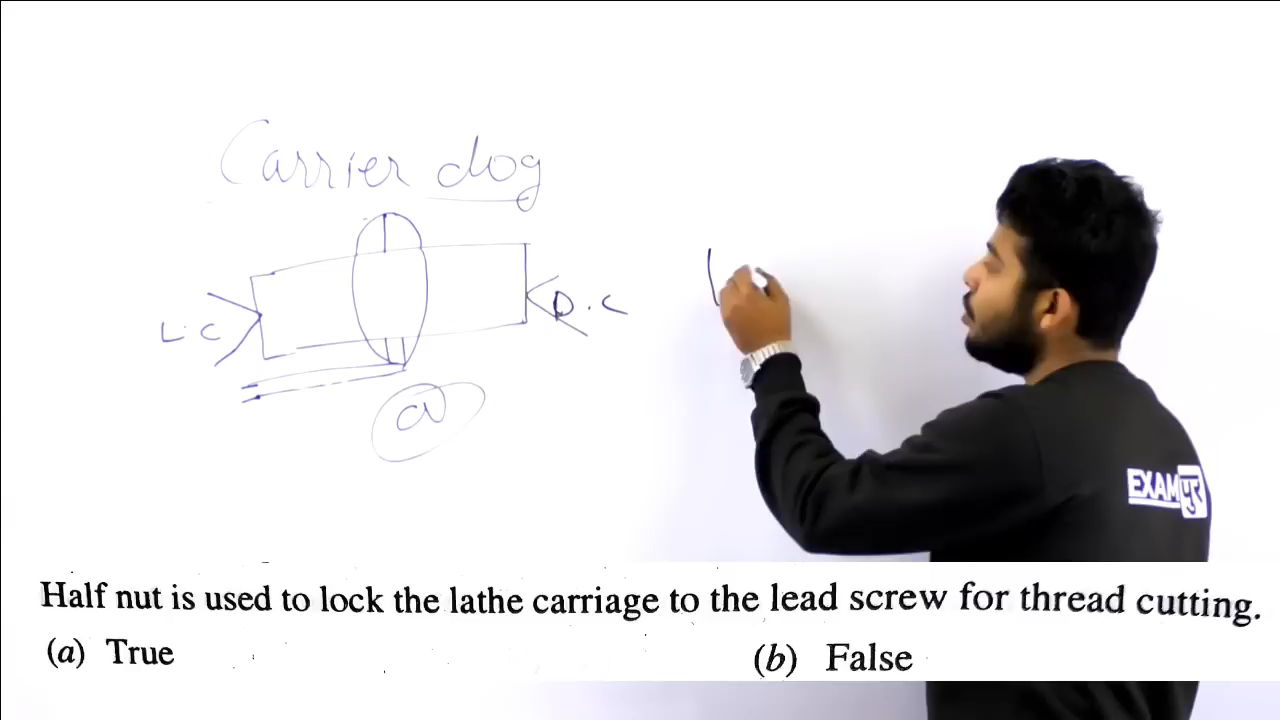 Carrier dog
L.C
D.C
a
EXAMपुर
Half nut is used to lock the lathe carriage to the lead screw for thread cutting.
(a) True
(b) False